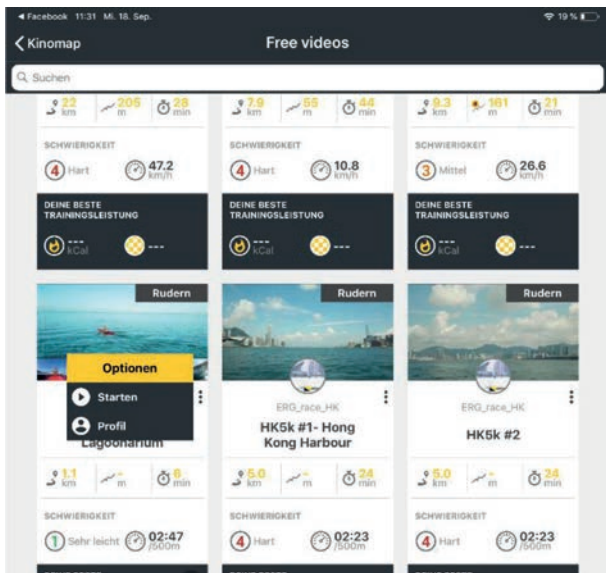 Facebook 11:31 Mi. 18. Sep. 19 %
Kinomap Free videos
Suchen
22 km 205 m 28 min
7.9 km 55 m 44 min
9.3 km 161 m 21 min
SCHWIERIGKEIT
4 Hart 47.2 km/h
SCHWIERIGKEIT
4 Hart 10.8 km/h
SCHWIERIGKEIT
3 Mittel 26.6 km/h
DEINE BESTE
TRAININGSLEISTUNG
--- kCal ---
DEINE BESTE
TRAININGSLEISTUNG
--- kCal ---
DEINE BESTE
TRAININGSLEISTUNG
--- kCal ---
Rudern
Optionen
Starten
Profil
Lagoonarium
1.1 km - m 6 min
SCHWIERIGKEIT
1 Sehr leicht 02:47 /500m
Rudern
ERG_race_HK
HK5k #1- Hong
Kong Harbour
5.0 km - m 24 min
SCHWIERIGKEIT
4 Hart 02:23 /500m
Rudern
ERG_race_HK
HK5k #2
5.0 km - m 24 min
SCHWIERIGKEIT
4 Hart 02:23 /500m